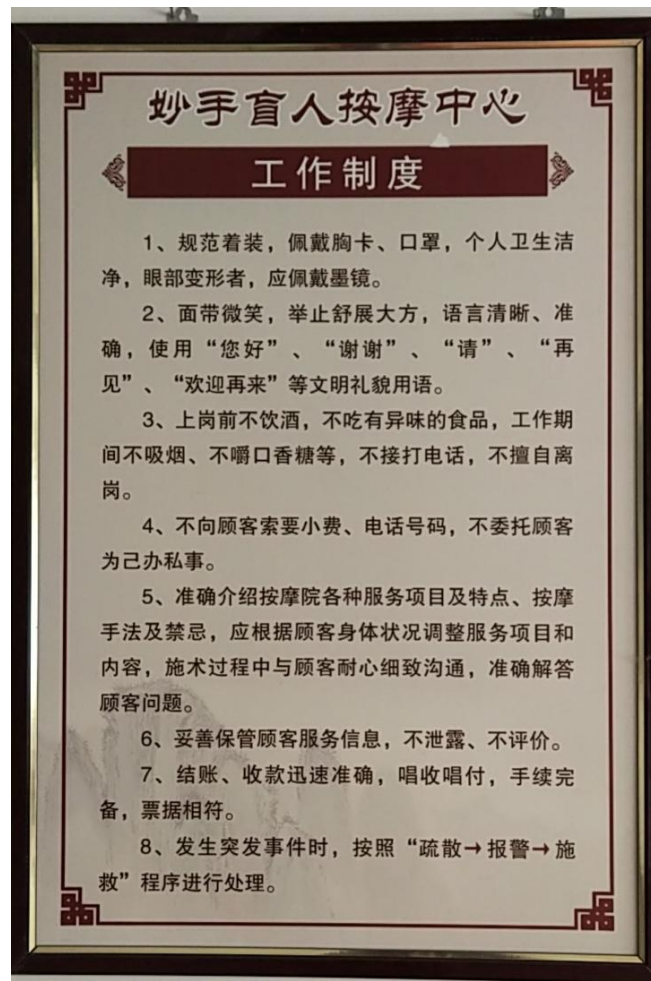 妙手盲人按摩中心
工作制度
1、规范着装，佩戴胸卡、口罩，个人卫生洁
净，眼部变形者，应佩戴墨镜。
2、面带微笑，举止舒展大方，语言清晰、准
确，使用“您好”、“谢谢”、“请”、“再
见”、“欢迎再来”等文明礼貌用语。
3、上岗前不饮酒，不吃有异味的食品，工作期
间不吸烟、不嚼口香糖等，不接打电话，不擅自离
岗。
4、不向顾客索要小费、电话号码，不委托顾客
为己办私事。
5、准确介绍按摩院各种服务项目及特点、按摩
手法及禁忌，应根据顾客身体状况调整服务项目和
内容，施术过程中与顾客耐心细致沟通，准确解答
顾客问题。
6、妥善保管顾客服务信息，不泄露、不评价。
7、结账、收款迅速准确，唱收唱付，手续完
备，票据相符。
8、发生突发事件时，按照“疏散→报警→施
救”程序进行处理。